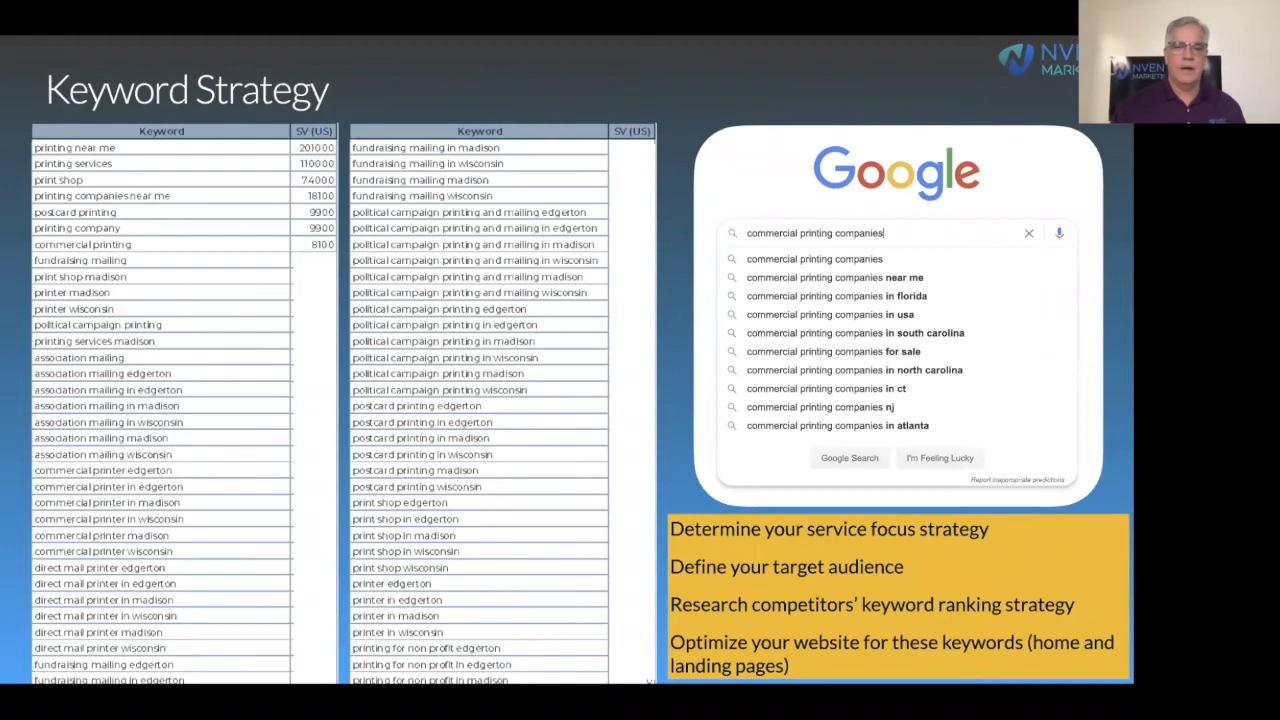 Keyword Strategy
NVEN
MARK
NVEN
MARKETIN
Keyword SV (US)
printing near me 201000
printing services 110000
print shop 74000
printing companies near me 18100
postcard printing 9900
printing company 9900
commercial printing 8100
fundraising mailing
print shop madison
printer madison
printer wisconsin
political campaign printing
printing services madison
association mailing
association mailing edgerton
association mailing in edgerton
association mailing in madison
association mailing in wisconsin
association mailing madison
association mailing wisconsin
commercial printer edgerton
commercial printer in edgerton
commercial printer in madison
commercial printer in wisconsin
commercial printer madison
commercial printer wisconsin
direct mail printer edgerton
direct mail printer in edgerton
direct mail printer in madison
direct mail printer in wisconsin
direct mail printer madison
direct mail printer wisconsin
fundraising mailing edgerton
fundraising mailing in edgerton
Keyword SV (US)
fundraising mailing in madison
fundraising mailing in wisconsin
fundraising mailing madison
fundraising mailing wisconsin
political campaign printing and mailing edgerton
political campaign printing and mailing in edgerton
political campaign printing and mailing in madison
political campaign printing and mailing in wisconsin
political campaign printing and mailing madison
political campaign printing and mailing wisconsin
political campaign printing edgerton
political campaign printing in edgerton
political campaign printing in madison
political campaign printing in wisconsin
political campaign printing madison
political campaign printing wisconsin
postcard printing edgerton
postcard printing in edgerton
postcard printing in madison
postcard printing in wisconsin
postcard printing madison
postcard printing wisconsin
print shop edgerton
print shop in edgerton
print shop in madison
print shop in wisconsin
print shop wisconsin
printer edgerton
printer in edgerton
printer in madison
printer in wisconsin
printing for non profit edgerton
printing for non profit in edgerton
printing for non profit in madison
Google
commercial printing companies
commercial printing companies
commercial printing companies near me
commercial printing companies in florida
commercial printing companies in usa
commercial printing companies in south carolina
commercial printing companies for sale
commercial printing companies in north carolina
commercial printing companies in ct
commercial printing companies nj
commercial printing companies in atlanta
Google Search I'm Feeling Lucky
Report inappropriate predictions
Determine your service focus strategy
Define your target audience
Research competitors' keyword ranking strategy
Optimize your website for these keywords (home and
landing pages)